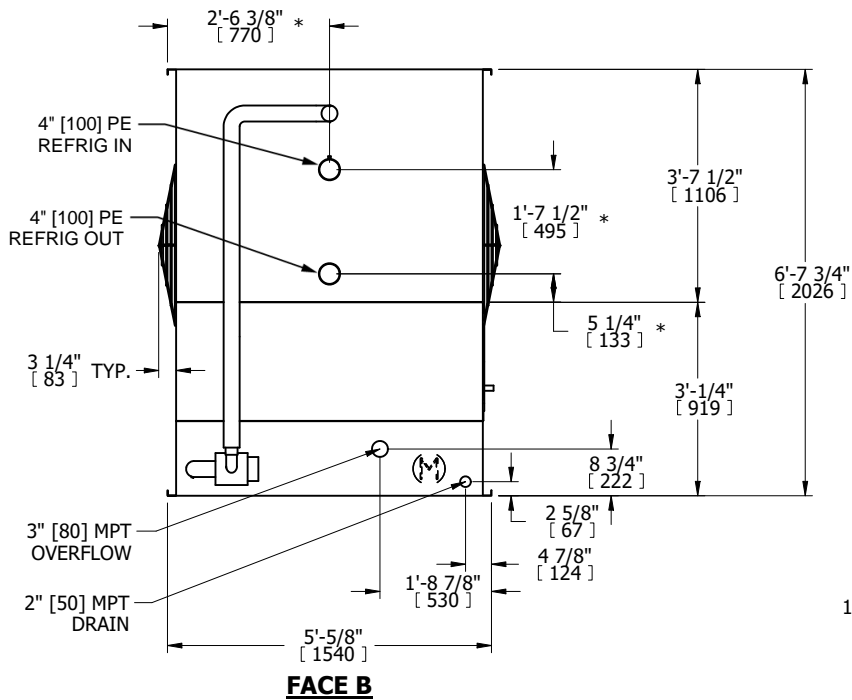 2'-6 3/8" *
[ 770 ]
4" [100] PE
REFRIG IN
4" [100] PE
REFRIG OUT
3'-7 1/2"
[ 1106 ]
1'-7 1/2" *
[ 495 ]
6'-7 3/4"
[ 2026 ]
5 1/4" *
[ 133 ]
3 1/4" TYP.
[ 83 ]
3'-1/4"
[ 919 ]
8 3/4"
[ 222 ]
3" [80] MPT
OVERFLOW
2 5/8"
[ 67 ]
4 7/8"
[ 124 ]
1'-8 7/8"
[ 530 ]
2" [50] MPT
DRAIN
1
5'-5/8"
[ 1540 ]
FACE B